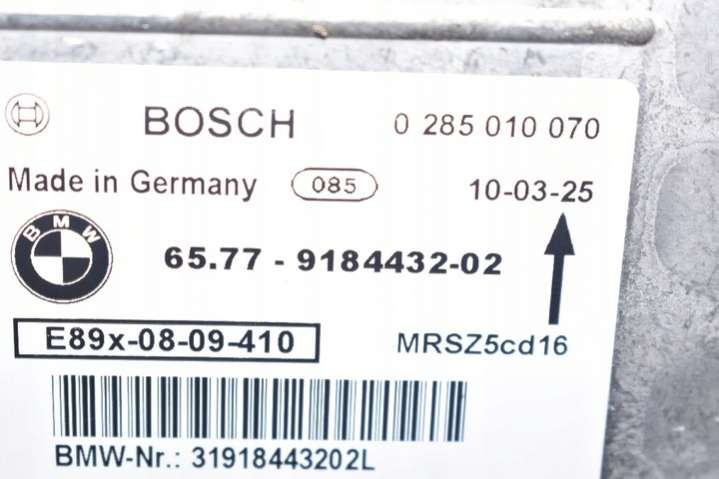 BOSCH 0 285 010 070
Made in Germany 085 10-03-25
BMW
65.77 - 9184432-02
E89x-08-09-410 MRSZ5cd16
BMW-Nr.: 31918443202L